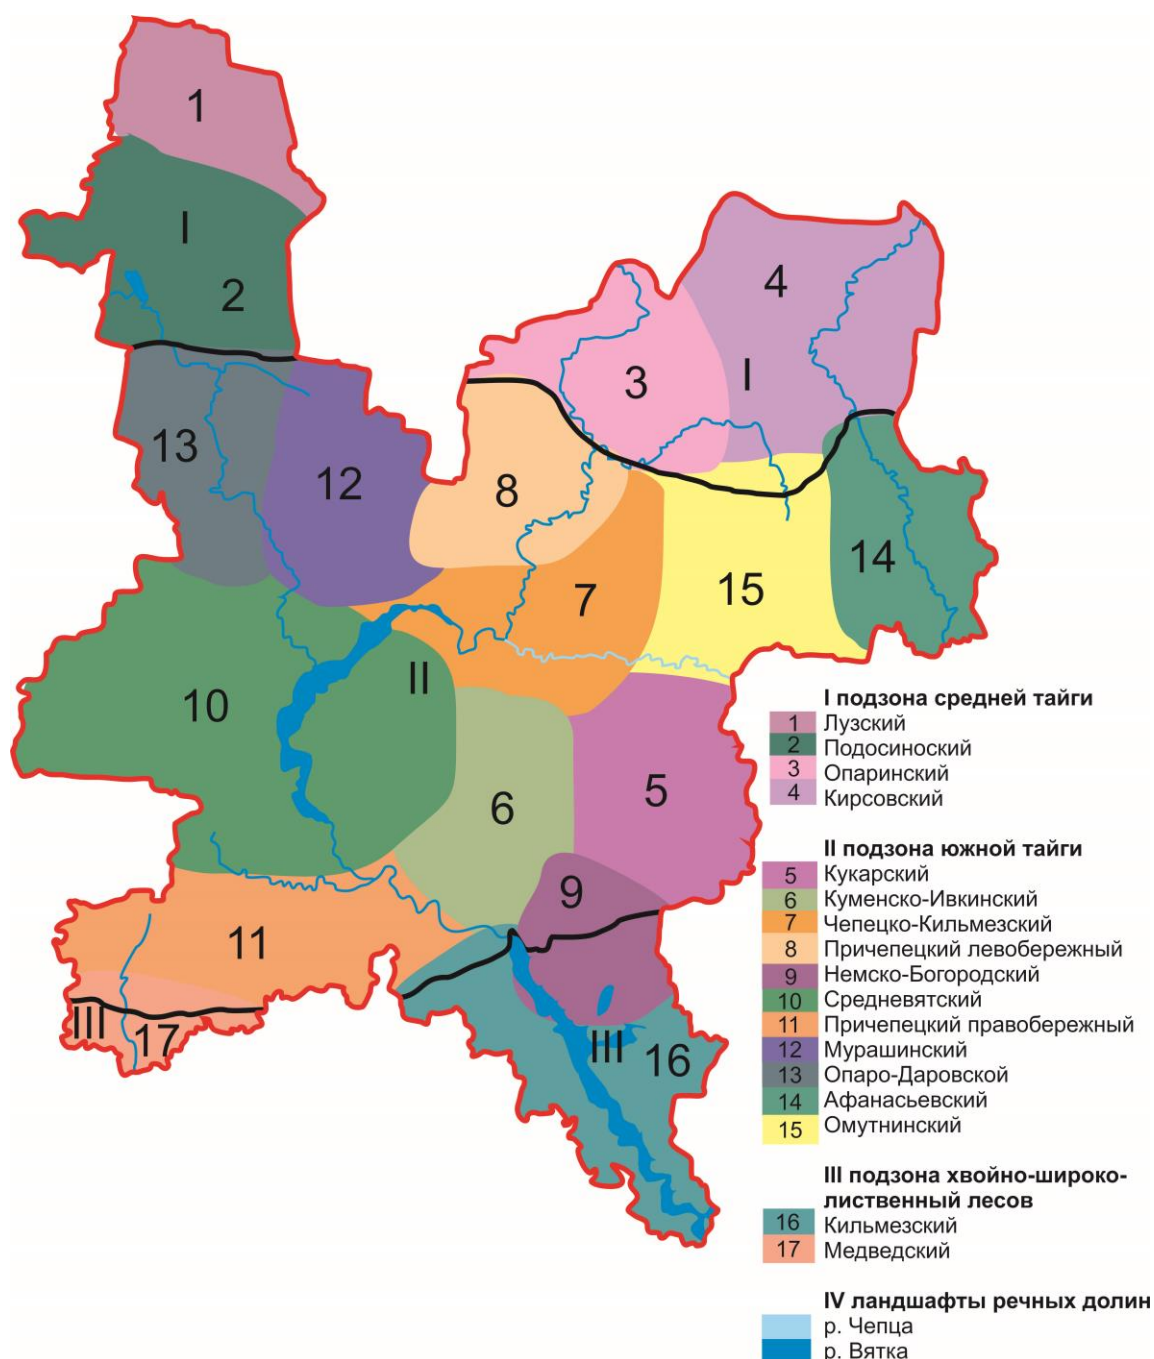 1
I
2
4
3
I
13
12
8
14
7
15
II
10
6
5
9
11
III
17
III
16
I подзона средней тайги
1 Лузский
2 Подосиноский
3 Опаринский
4 Кирсовский
II подзона южной тайги
5 Кукарский
6 Куменско-Ивкинский
7 Чепецко-Кильмезский
8 Причепецкий левобережный
9 Немско-Богородский
10 Средневятский
11 Причепецкий правобережный
12 Мурашинский
13 Опаро-Даровской
14 Афанасьевский
15 Омутнинский
III подзона хвойно-широко-
лиственный лесов
16 Кильмезский
17 Медведский
IV ландшафты речных долин
р. Чепца
р. Вятка